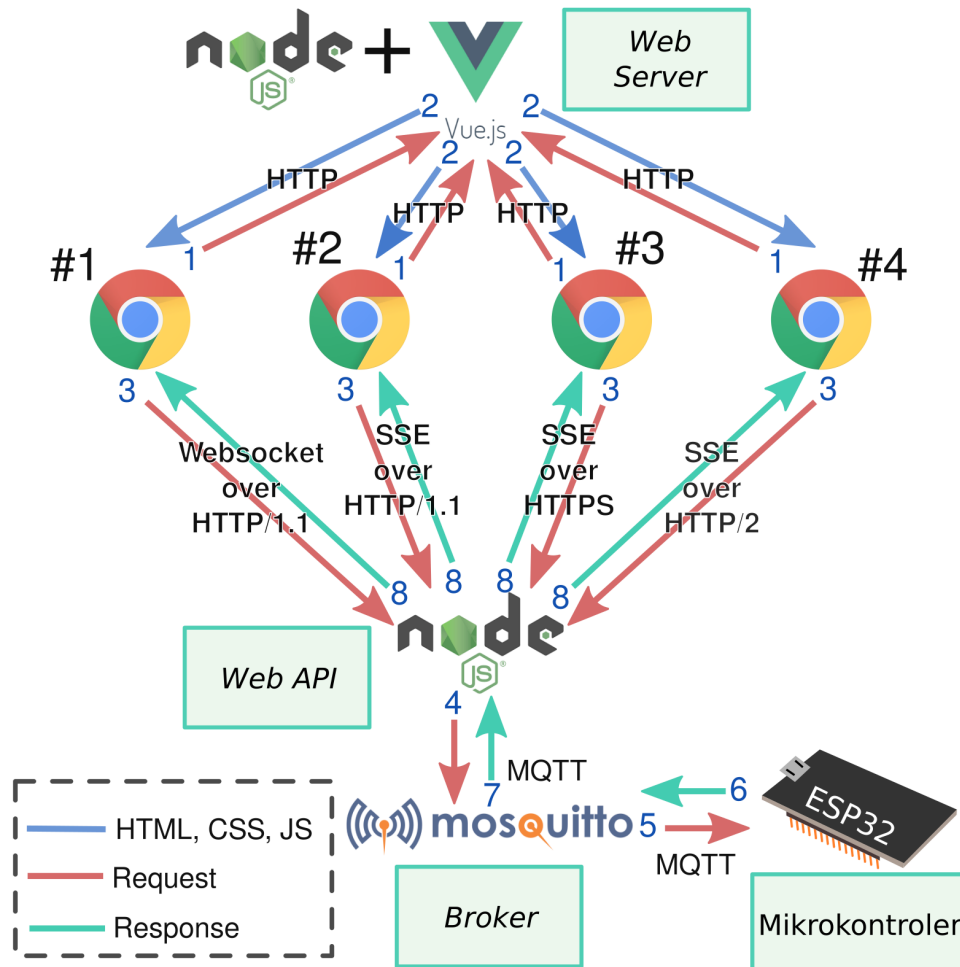 node + Vue.js
JS
Web
Server
2 2
2 2
HTTP HTTP HTTP HTTP
1 1 1 1
#1 #2 #3 #4
3 3 3 3
Websocket
over
HTTP/1.1
SSE
over
HTTP/1.1
SSE
over
HTTPS
SSE
over
HTTP/2
8 8 8 8
node
JS
Web API
4
7
MQTT
mosquitto
5
6
MQTT
ESP32
HTML, CSS, JS
Request
Response
Broker
Mikrokontroler